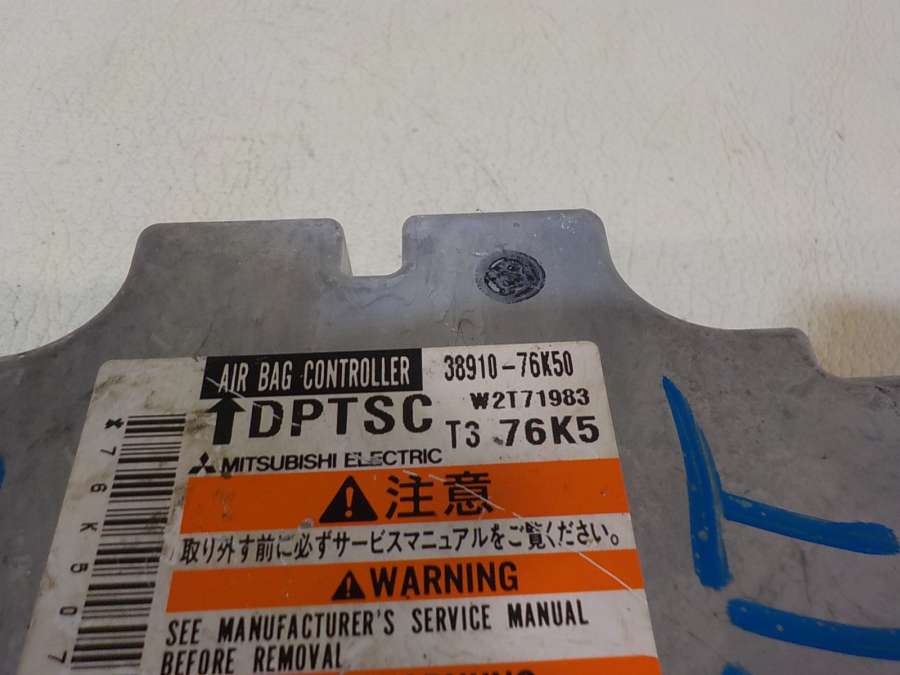 AIR BAG CONTROLLER 38910-76K50
DPTSC W2T71983
T3 76K5
MITSUBISHI ELECTRIC
注意
取り外す前に必ずサービスマニュアルをご覧ください。
WARNING
SEE MANUFACTURER'S SERVICE MANUAL
BEFORE REMOVAL
WARNING
*76K507